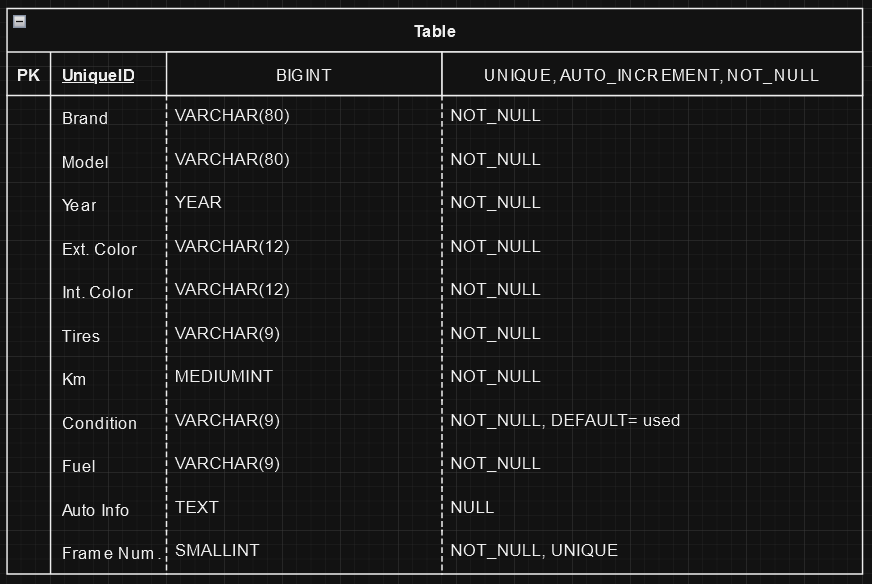 Table
PK UniqueID BIGINT UNIQUE, AUTO_INCREMENT, NOT_NULL
Brand VARCHAR(80) NOT_NULL
Model VARCHAR(80) NOT_NULL
Year YEAR NOT_NULL
Ext. Color VARCHAR(12) NOT_NULL
Int. Color VARCHAR(12) NOT_NULL
Tires VARCHAR(9) NOT_NULL
Km MEDIUMINT NOT_NULL
Condition VARCHAR(9) NOT_NULL, DEFAULT= used
Fuel VARCHAR(9) NOT_NULL
Auto Info TEXT NULL
Frame Num. SMALLINT NOT_NULL, UNIQUE